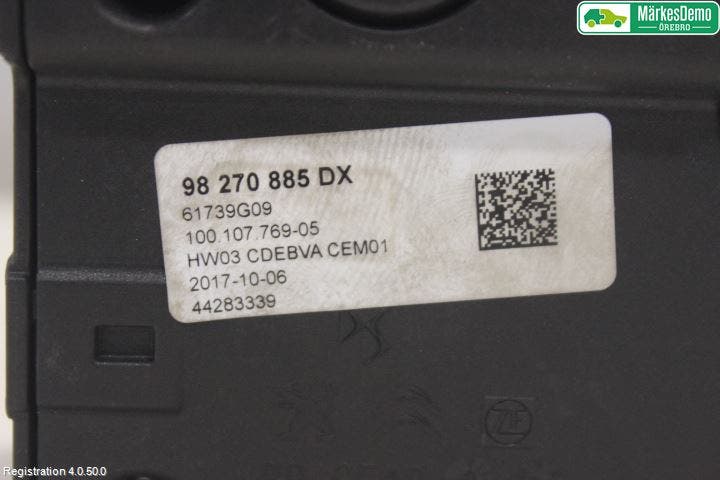 MärkesDemo
ÖREBRO
98 270 885 DX
61739G09
100.107.769-05
HW03 CDEBVA CEM01
2017-10-06
44283339
ZF
Registration 4.0.50.0